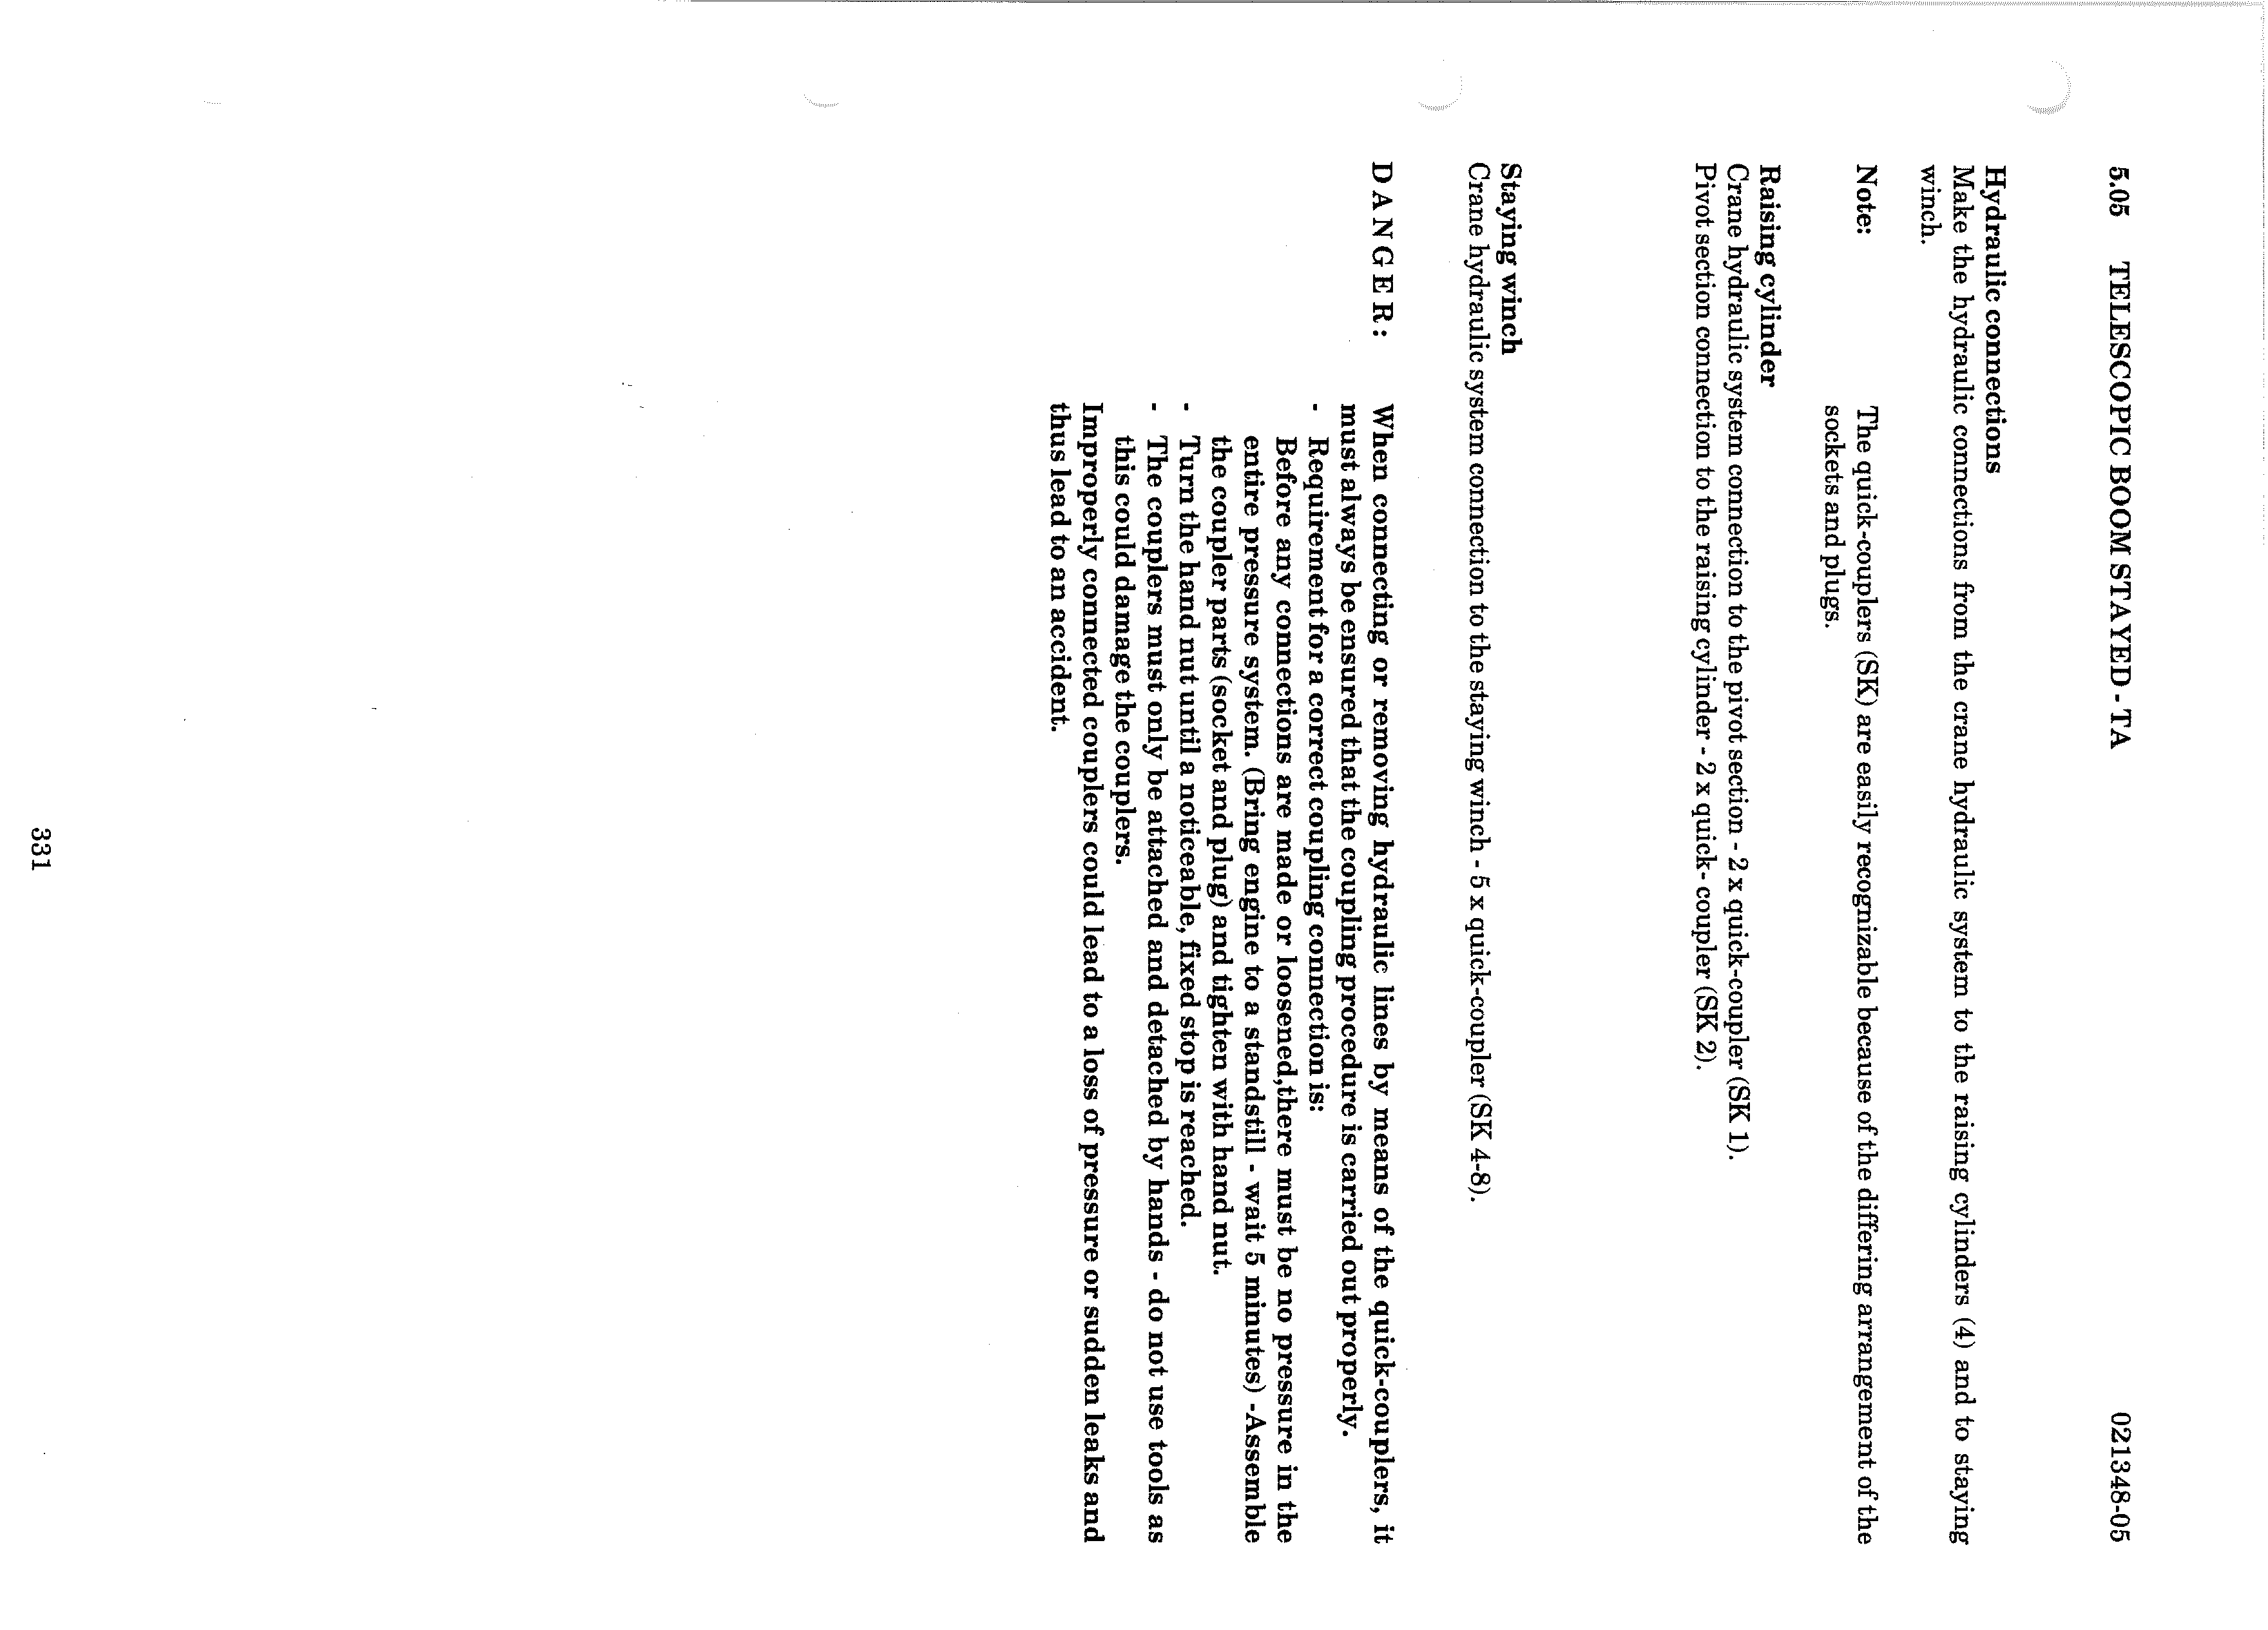 5.05 TELESCOPIC BOOM STAYED - TA 021348-05
Hydraulic connections
Make the hydraulic connections from the crane hydraulic system to the raising cylinders (4) and to staying
winch.
Note: The quick-couplers (SK) are easily recognizable because of the differing arrangement of the
sockets and plugs.
Raising cylinder
Crane hydraulic system connection to the pivot section - 2 x quick-coupler (SK 1).
Pivot section connection to the raising cylinder - 2 x quick- coupler (SK 2).
Staying winch
Crane hydraulic system connection to the staying winch - 5 x quick-coupler (SK 4-8).
DANGER: When connecting or removing hydraulic lines by means of the quick-couplers, it
must always be ensured that the coupling procedure is carried out properly.
- Requirement for a correct coupling connection is:
Before any connections are made or loosened,there must be no pressure in the
entire pressure system. (Bring engine to a standstill - wait 5 minutes) -Assemble
the coupler parts (socket and plug) and tighten with hand nut.
- Turn the hand nut until a noticeable, fixed stop is reached.
- The couplers must only be attached and detached by hands - do not use tools as
this could damage the couplers.
Improperly connected couplers could lead to a loss of pressure or sudden leaks and
thus lead to an accident.
331